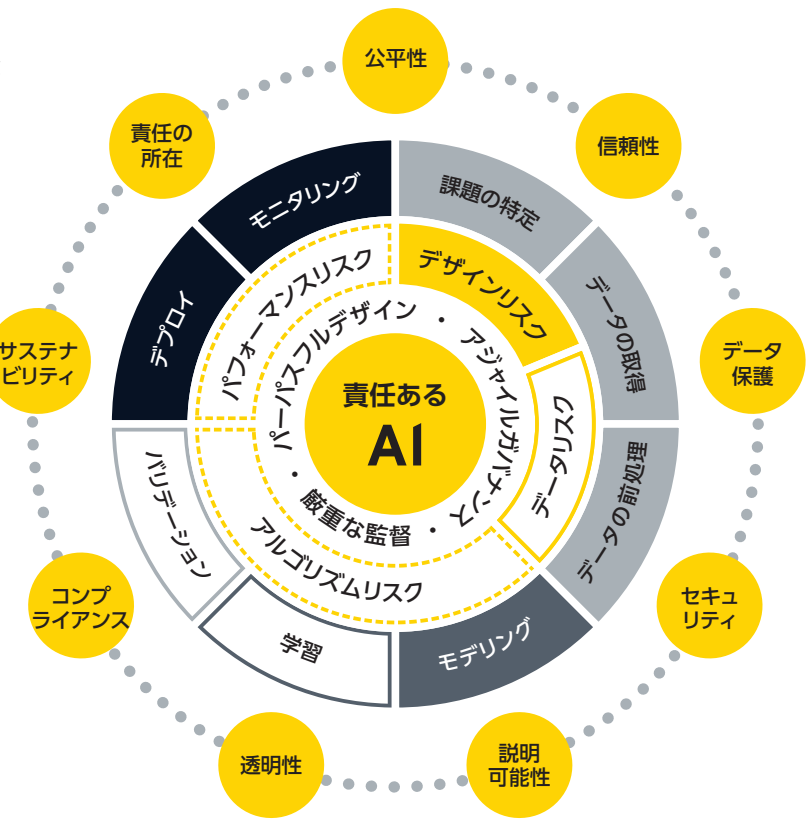 公平性
信頼性
データ
保護
セキュ
リティ
説明
可能性
透明性
コンプ
ライアンス
サステナ
ビリティ
責任の
所在
課題の特定
データの取得
データの前処理
モデリング
学習
バリデーション
デプロイ
モニタリング
デザインリスク
データリスク
アルゴリズムリスク
パフォーマンスリスク
パーパスフルデザイン ・ アジャイルガバナンス ・ 厳重な監督 ・
責任ある
AI